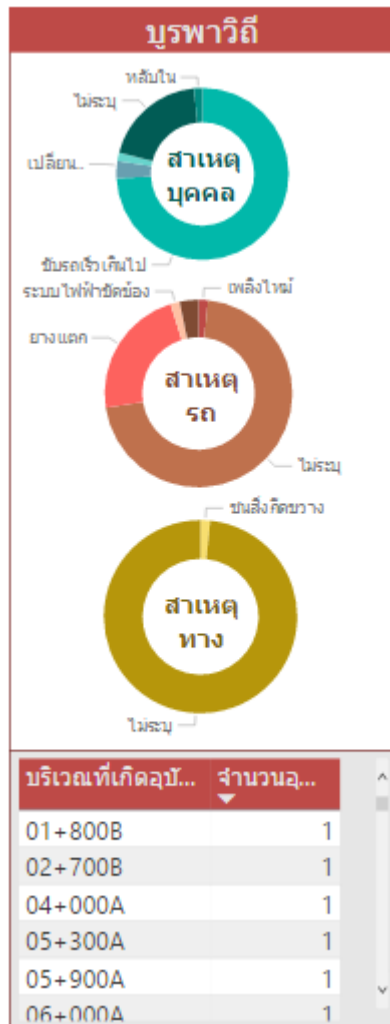 บูรพาวิถี
หลับใน
ไม่ระบุ
เปลี่ยน..
สาเหตุ
บุคคล
ขับรถเร็วเกินไป
ระบบไฟฟ้าขัดข้อง
เพลิงไหม้
ยางแตก
สาเหตุ
รถ
ไม่ระบุ
ชนสิ่งกีดขวาง
สาเหตุ
ทาง
ไม่ระบุ
บริเวณที่เกิดอุบั... จำนวนอุ...
01+800B 1
02+700B 1
04+000A 1
05+300A 1
05+900A 1
06+000A 1